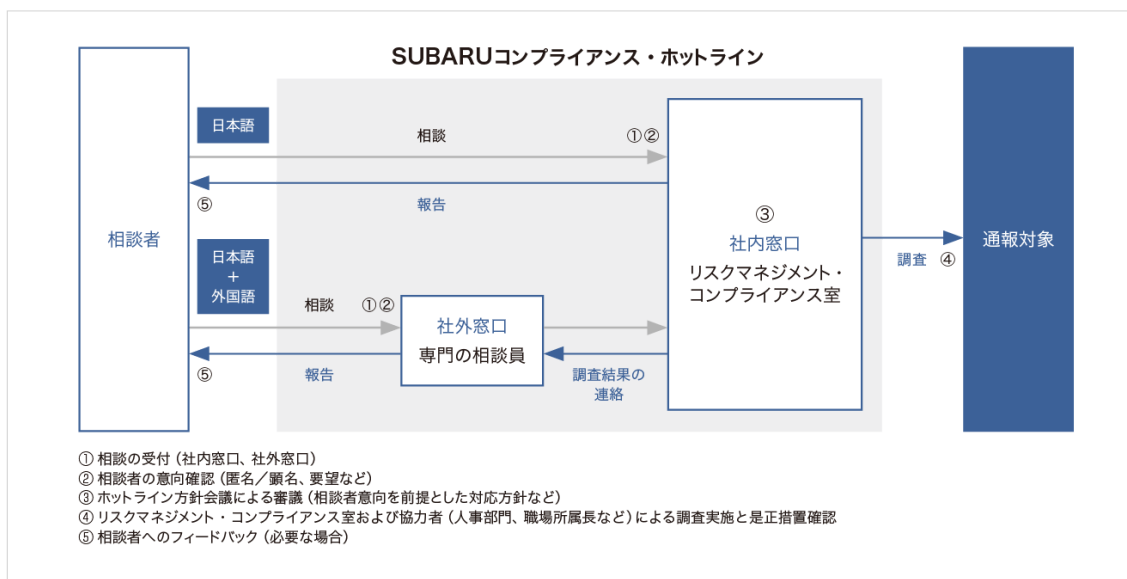 SUBARUコンプライアンス・ホットライン
日本語
相談
①②
⑤
報告
相談者
日本語
+
外国語
相談
①②
⑤
報告
社外窓口
専門の相談員
調査結果の
連絡
③
社内窓口
リスクマネジメント・
コンプライアンス室
調査 ④
通報対象
① 相談の受付（社内窓口、社外窓口）
② 相談者の意向確認（匿名／顕名、要望など）
③ ホットライン方針会議による審議（相談者意向を前提とした対応方針など）
④ リスクマネジメント・コンプライアンス室および協力者（人事部門、職場所属長など）による調査実施と是正措置確認
⑤ 相談者へのフィードバック（必要な場合）